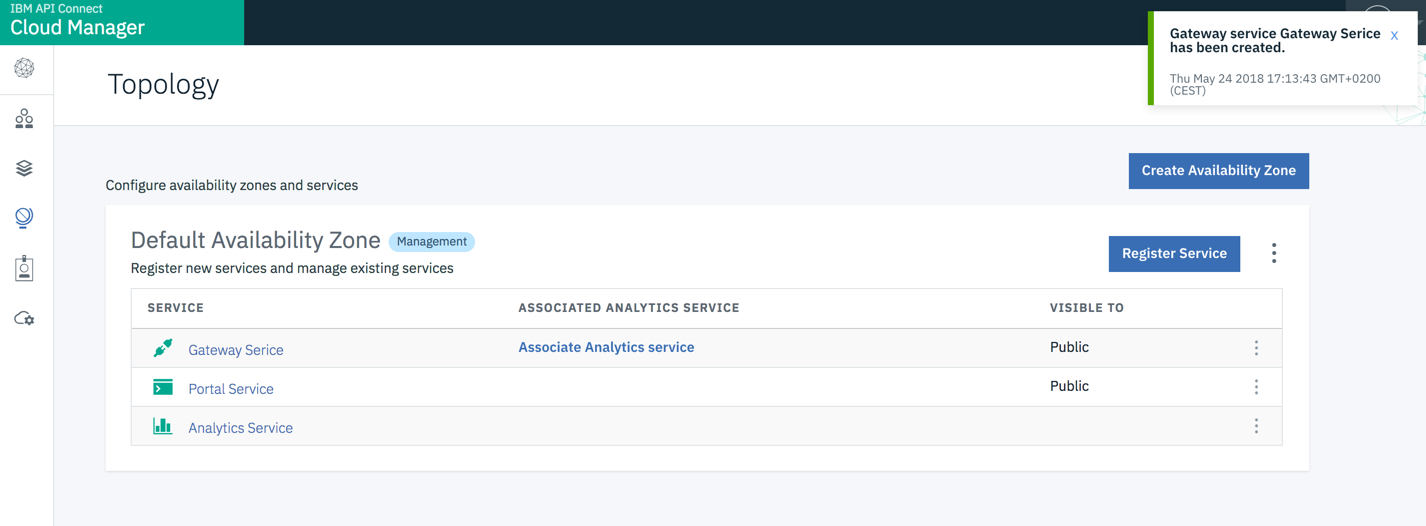 IBM API Connect
Cloud Manager
Gateway service Gateway Serice
has been created.
X
Thu May 24 2018 17:13:43 GMT+0200
(CEST)
Topology
Configure availability zones and services
Create Availability Zone
Default Availability Zone Management
Register new services and manage existing services
Register Service
SERVICE ASSOCIATED ANALYTICS SERVICE VISIBLE TO
Gateway Serice Associate Analytics service Public
Portal Service Public
Analytics Service